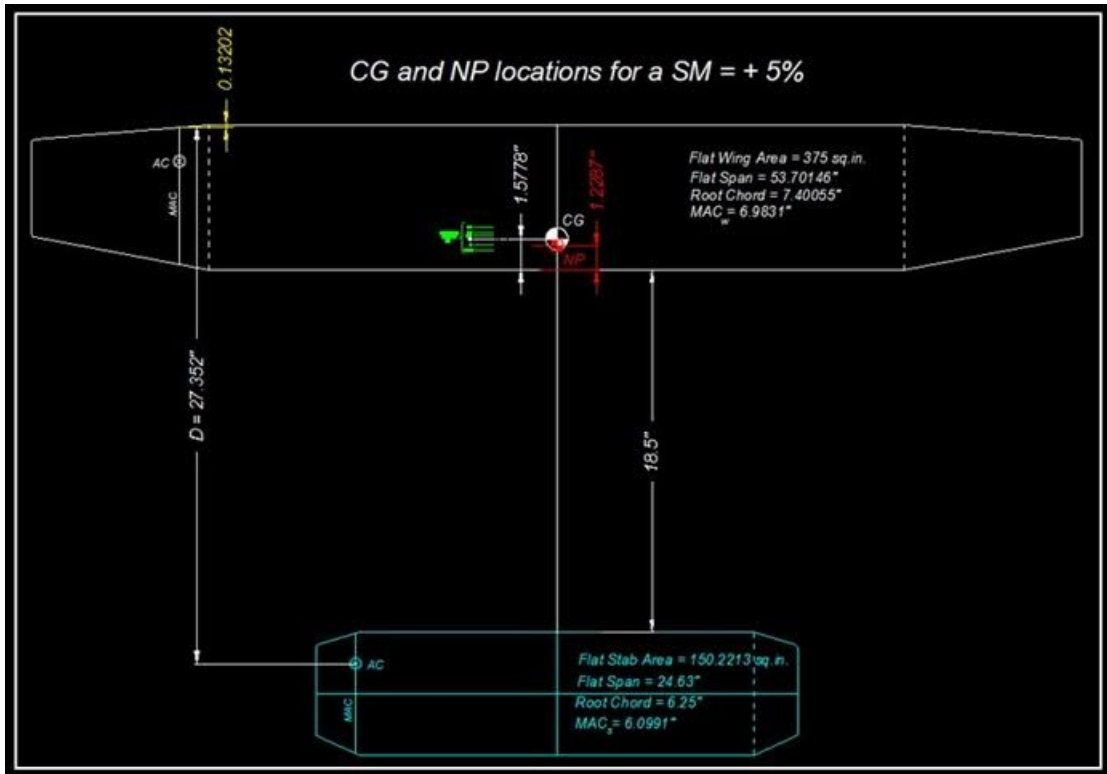 0.13202
CG and NP locations for a SM = + 5%
AC
MAC
1.5778"
1.2287"
CG
NP
Flat Wing Area = 375 sq.in.
Flat Span = 53.70146"
Root Chord = 7.40055"
MAC = 6.9831"
w
D = 27.352"
18.5"
AC
MAC
Flat Stab Area = 150.2213 sq.in.
Flat Span = 24.63"
Root Chord = 6.25"
MAC = 6.0991"
s